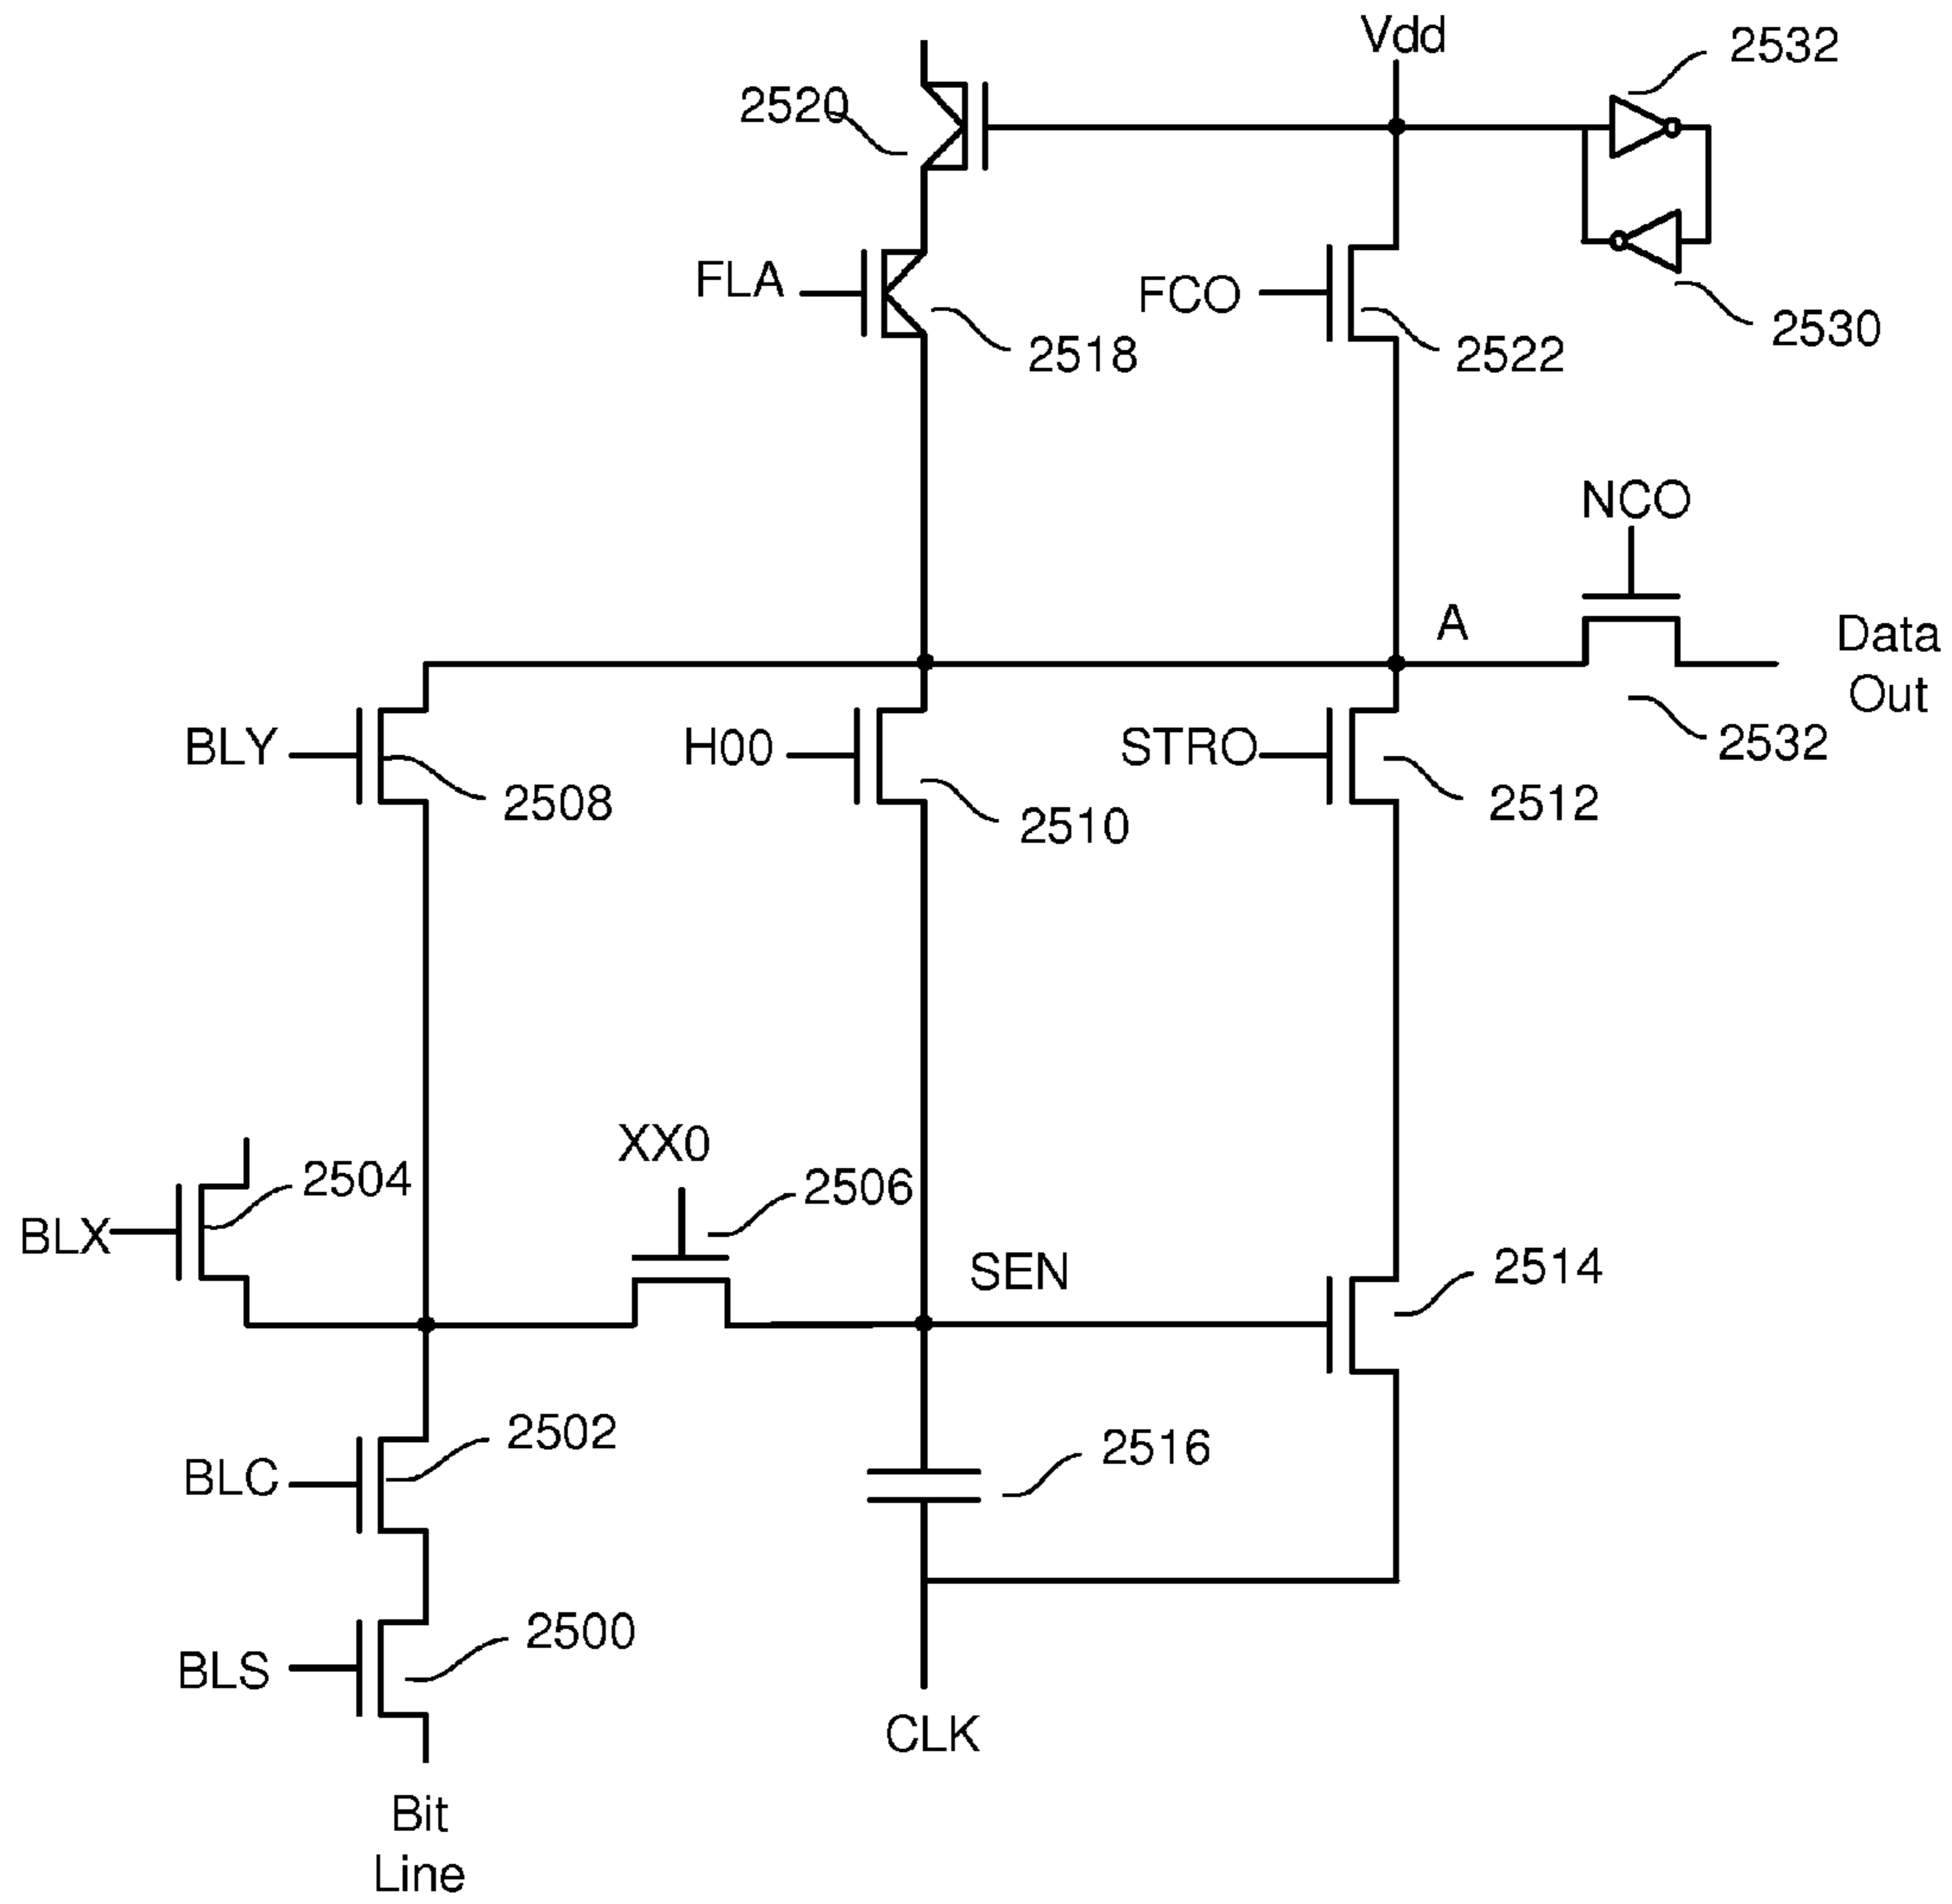 Vdd
2532
2520
FLA
2518
FCO
2522
2530
NCO
A
Data
Out
2532
BLY
2508
H00
2510
STRO
2512
XX0
2504
2506
BLX
SEN
2514
BLC
2502
2516
BLS
2500
CLK
Bit
Line